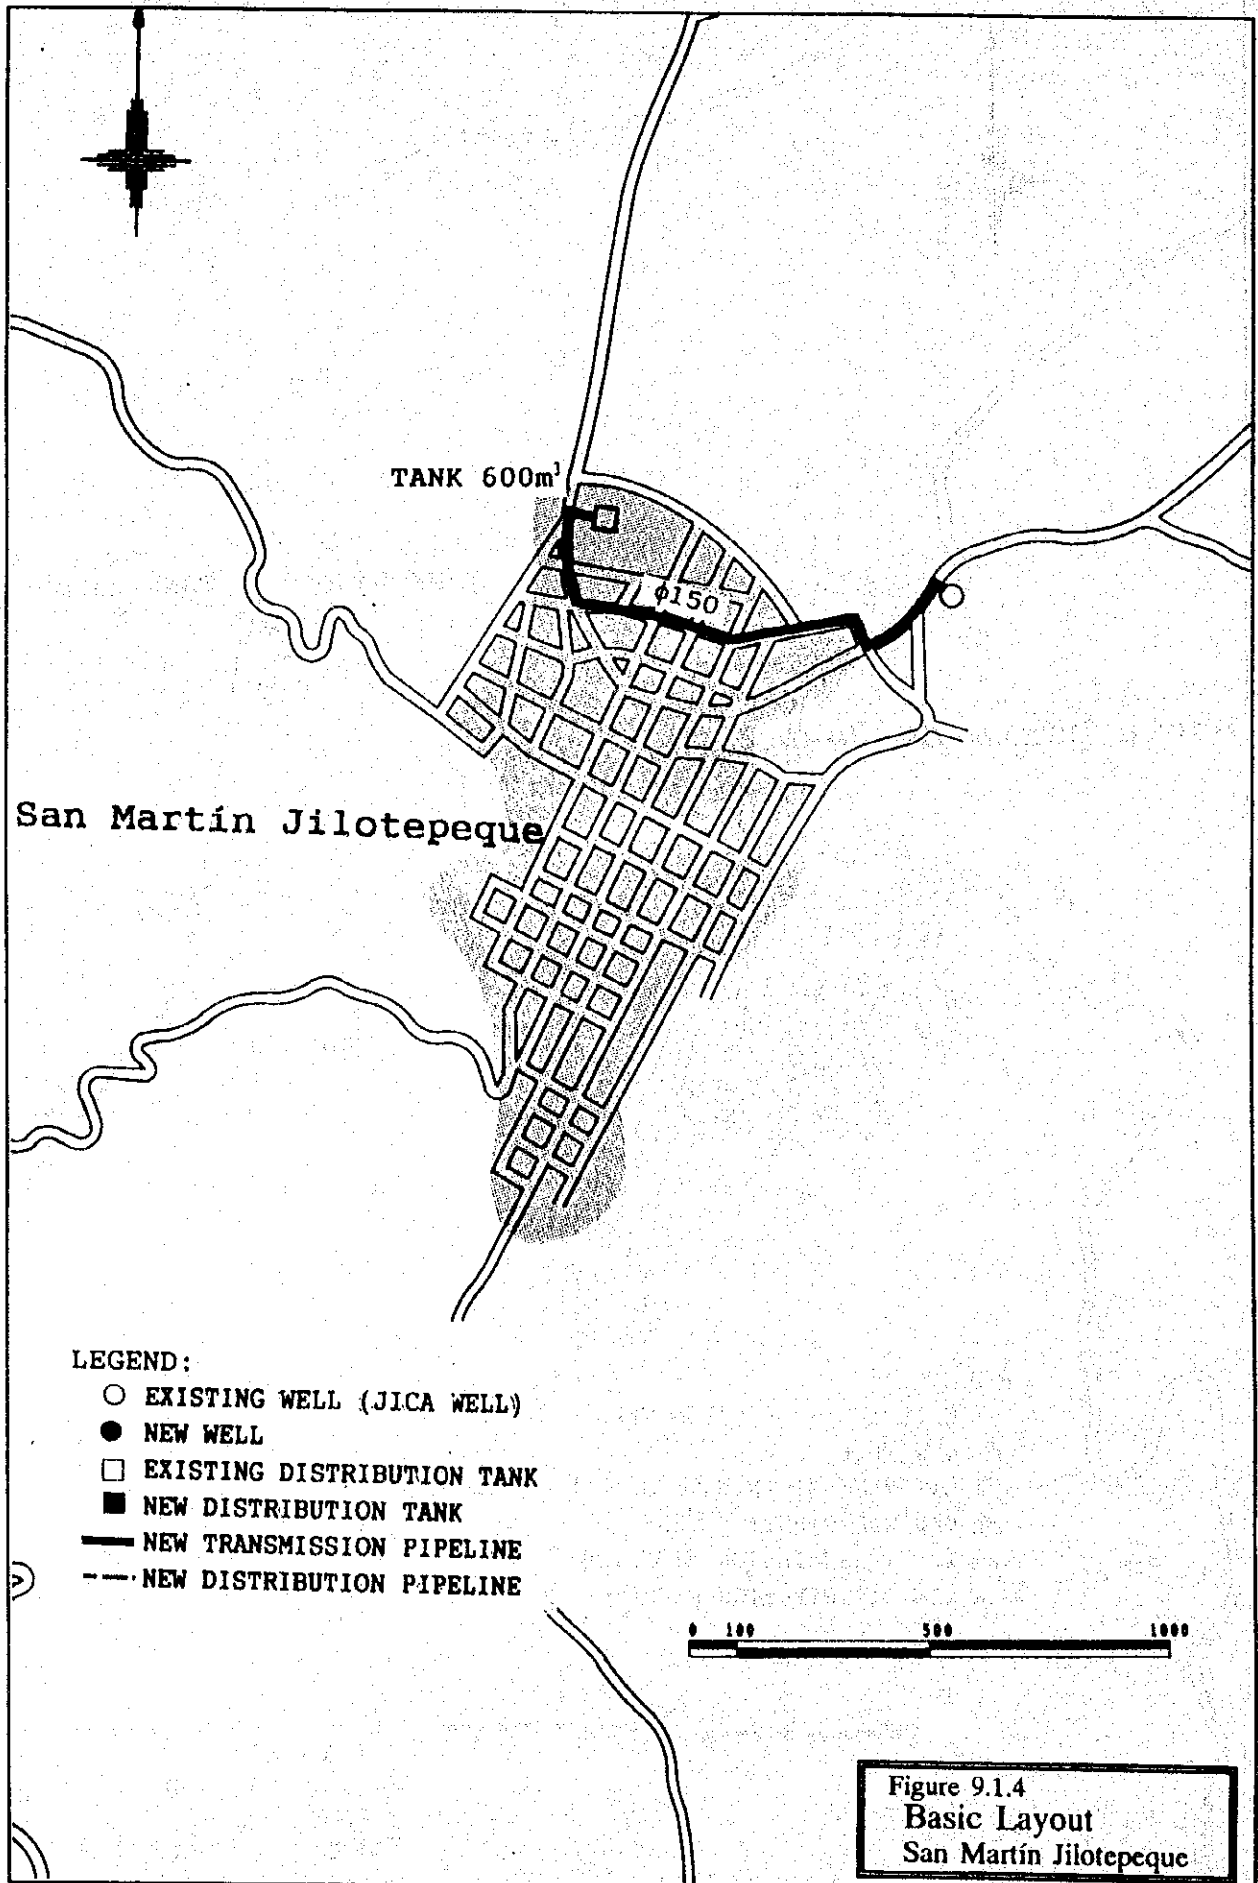 TANK 600m³
φ150
San Martín Jilotepeque
LEGEND:
EXISTING WELL (JICA WELL)
NEW WELL
EXISTING DISTRIBUTION TANK
NEW DISTRIBUTION TANK
NEW TRANSMISSION PIPELINE
NEW DISTRIBUTION PIPELINE
0 100 500 1000
Figure 9.1.4
Basic Layout
San Martín Jilotepeque